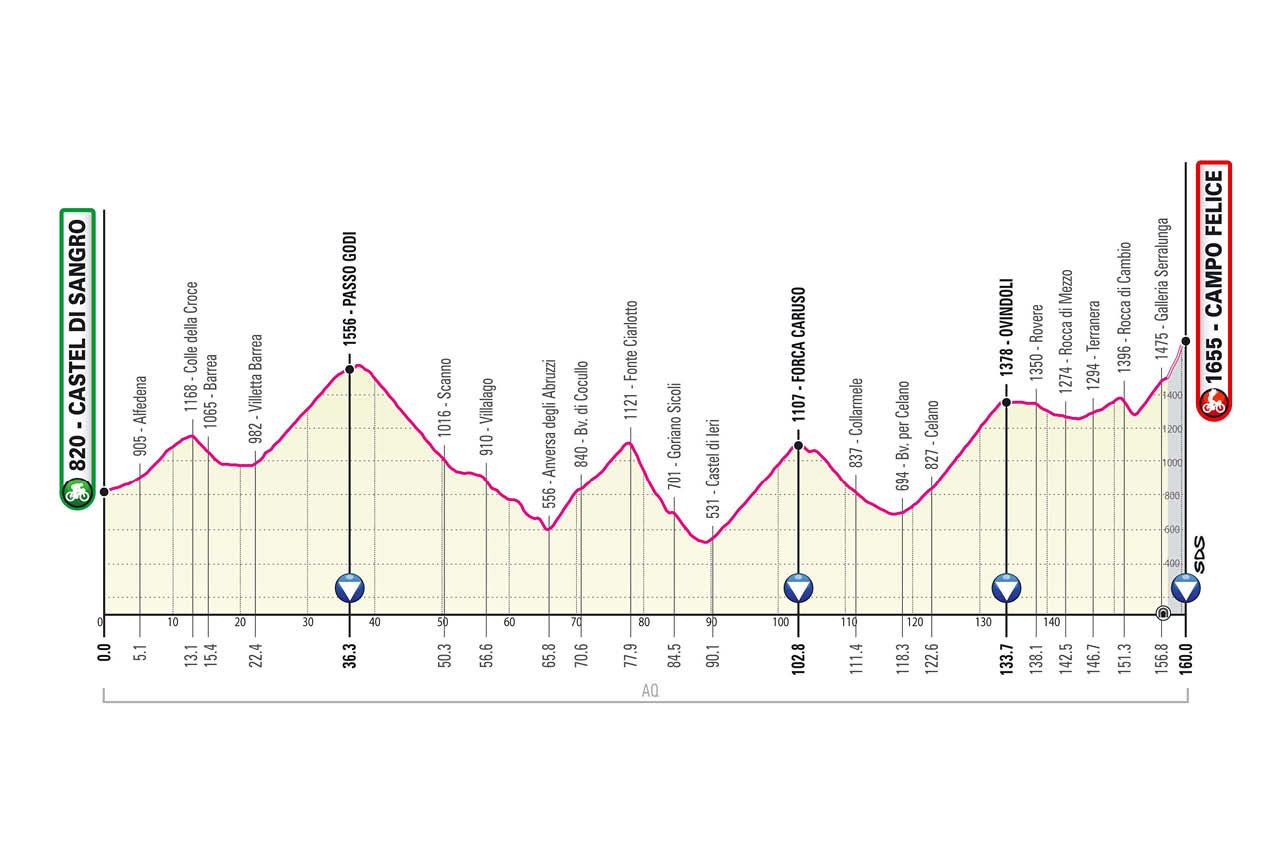 820 - CASTEL DI SANGRO
905 - Alfedena
1168 - Colle della Croce
1065 - Barrea
982 - Villetta Barrea
1556 - PASSO GODI
1016 - Scanno
910 - Villalago
556 - Anversa degli Abruzzi
840 - Bv. di Cocullo
1121 - Fonte Ciarlotto
701 - Goriano Sicoli
531 - Castel di Ieri
1107 - FORCA CARUSO
837 - Collarmele
694 - Bv. per Celano
827 - Celano
1378 - OVINDOLI
1350 - Rovere
1274 - Rocca di Mezzo
1294 - Terranera
1396 - Rocca di Cambio
1475 - Galleria Serralunga
1655 - CAMPO FELICE
1400
1200
1000
800
600
400
SDS
0 10 20 30 40 50 60 70 80 90 100 110 120 130 140
0.0 5.1 13.1 15.4 22.4 36.3 50.3 56.6 65.8 70.6 77.9 84.5 90.1 102.8 111.4 118.3 122.6 133.7 138.1 142.5 146.7 151.3 156.8 160.0
AQ